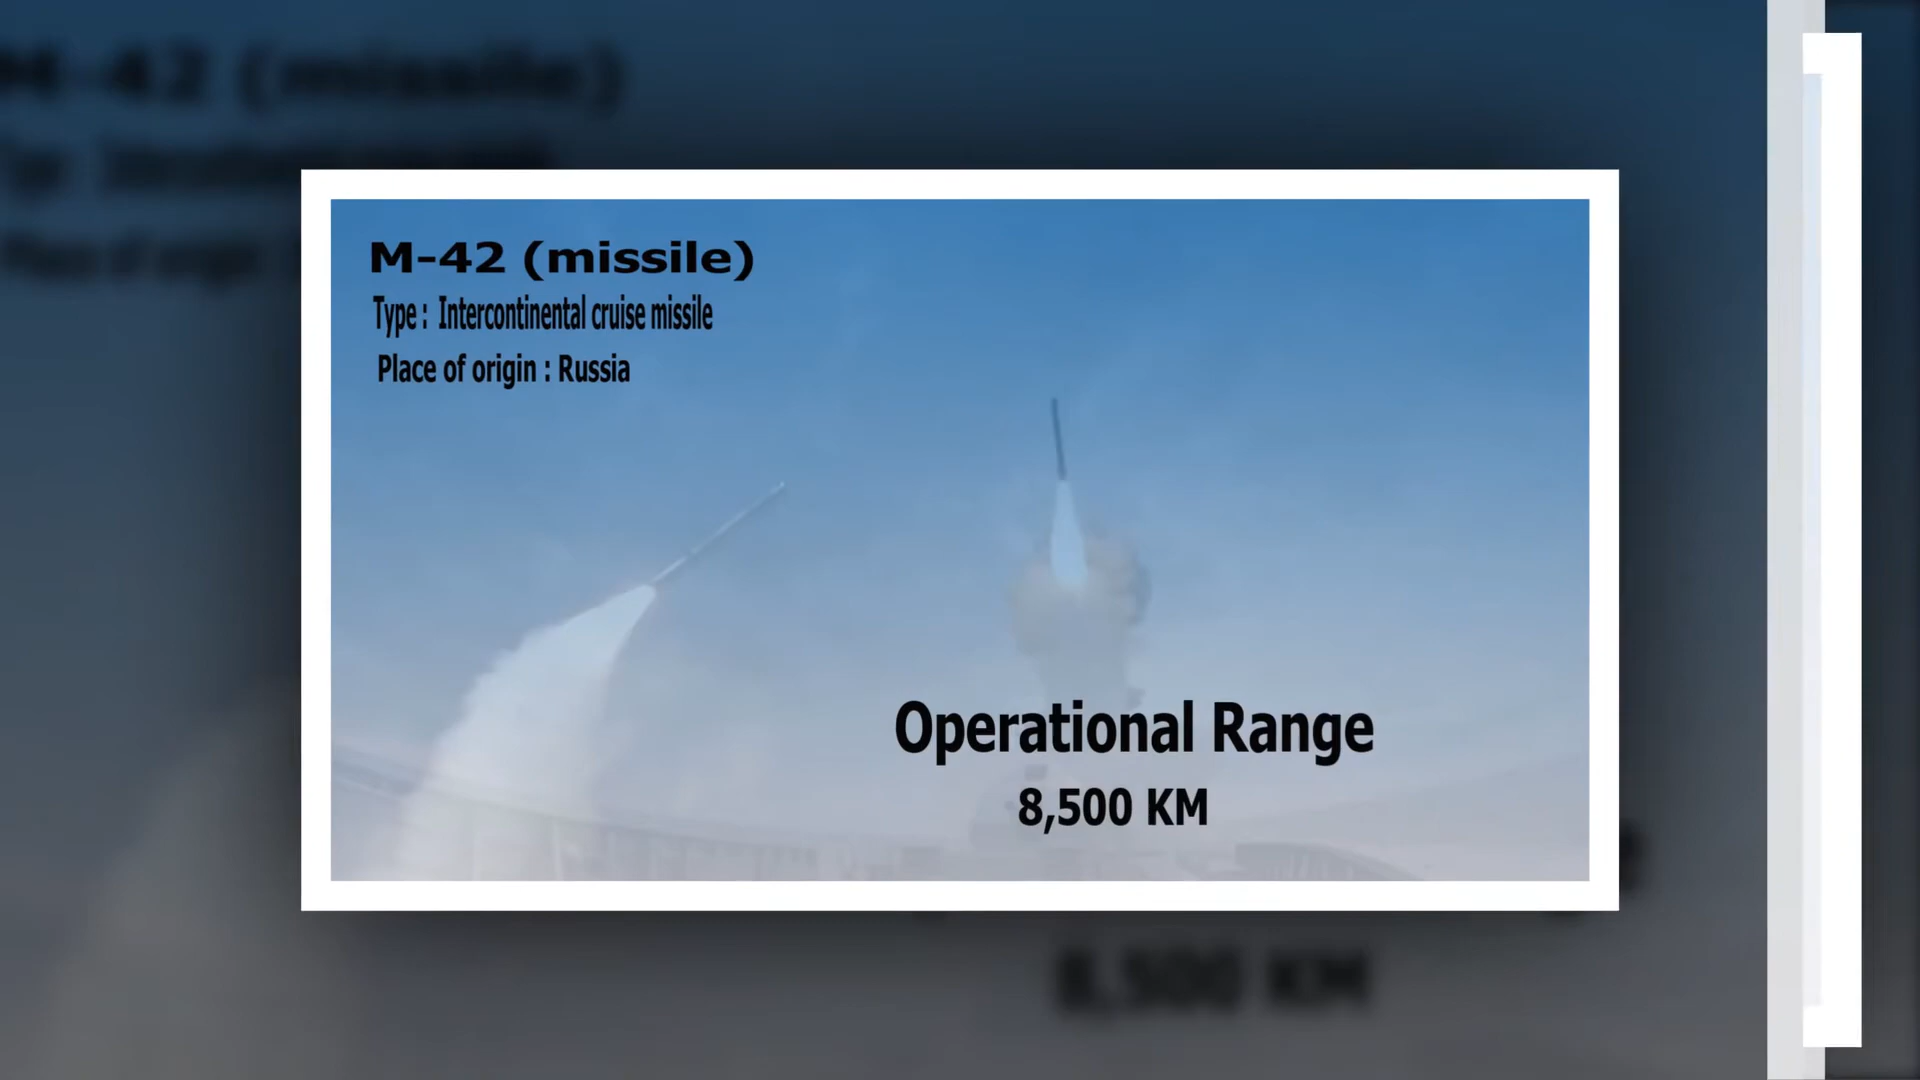 M-42 (missile)
Type : Intercontinental cruise missile
Place of origin : Russia
Operational Range
8,500 KM